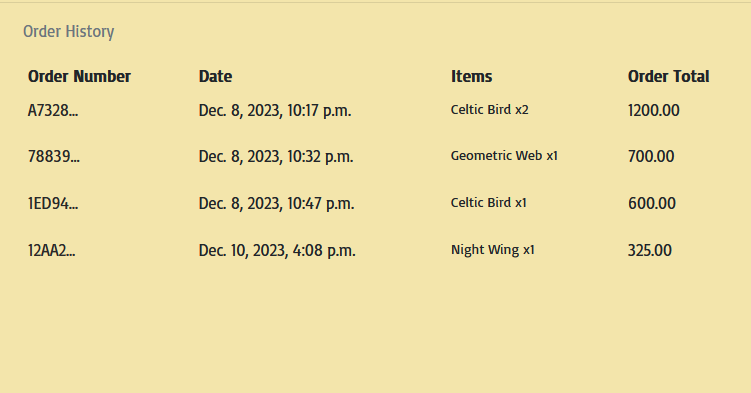 Order History
Order Number Date Items Order Total
A7328... Dec. 8, 2023, 10:17 p.m. Celtic Bird x2 1200.00
78839... Dec. 8, 2023, 10:32 p.m. Geometric Web x1 700.00
1ED94... Dec. 8, 2023, 10:47 p.m. Celtic Bird x1 600.00
12AA2... Dec. 10, 2023, 4:08 p.m. Night Wing x1 325.00